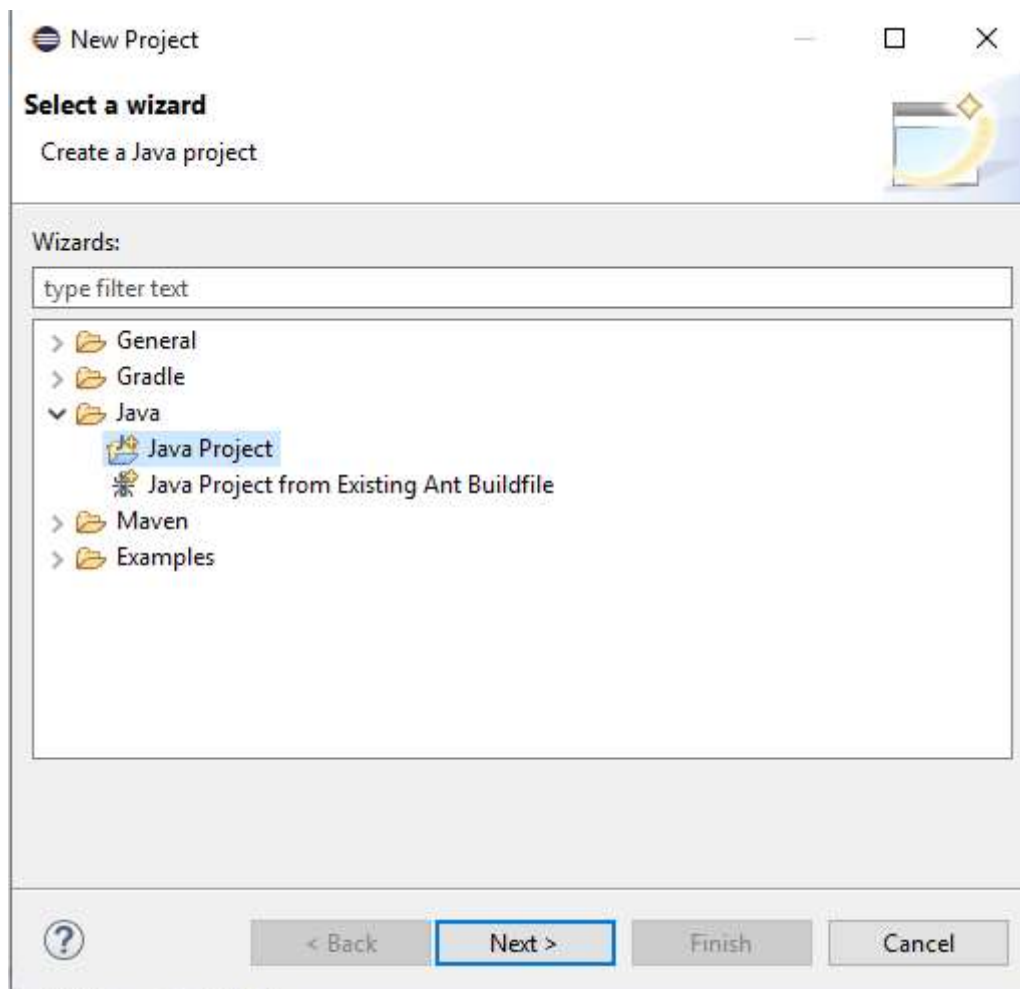 New Project
Select a wizard
Create a Java project
Wizards:
type filter text
General
Gradle
Java
Java Project
Java Project from Existing Ant Buildfile
Maven
Examples
?
< Back Next > Finish Cancel